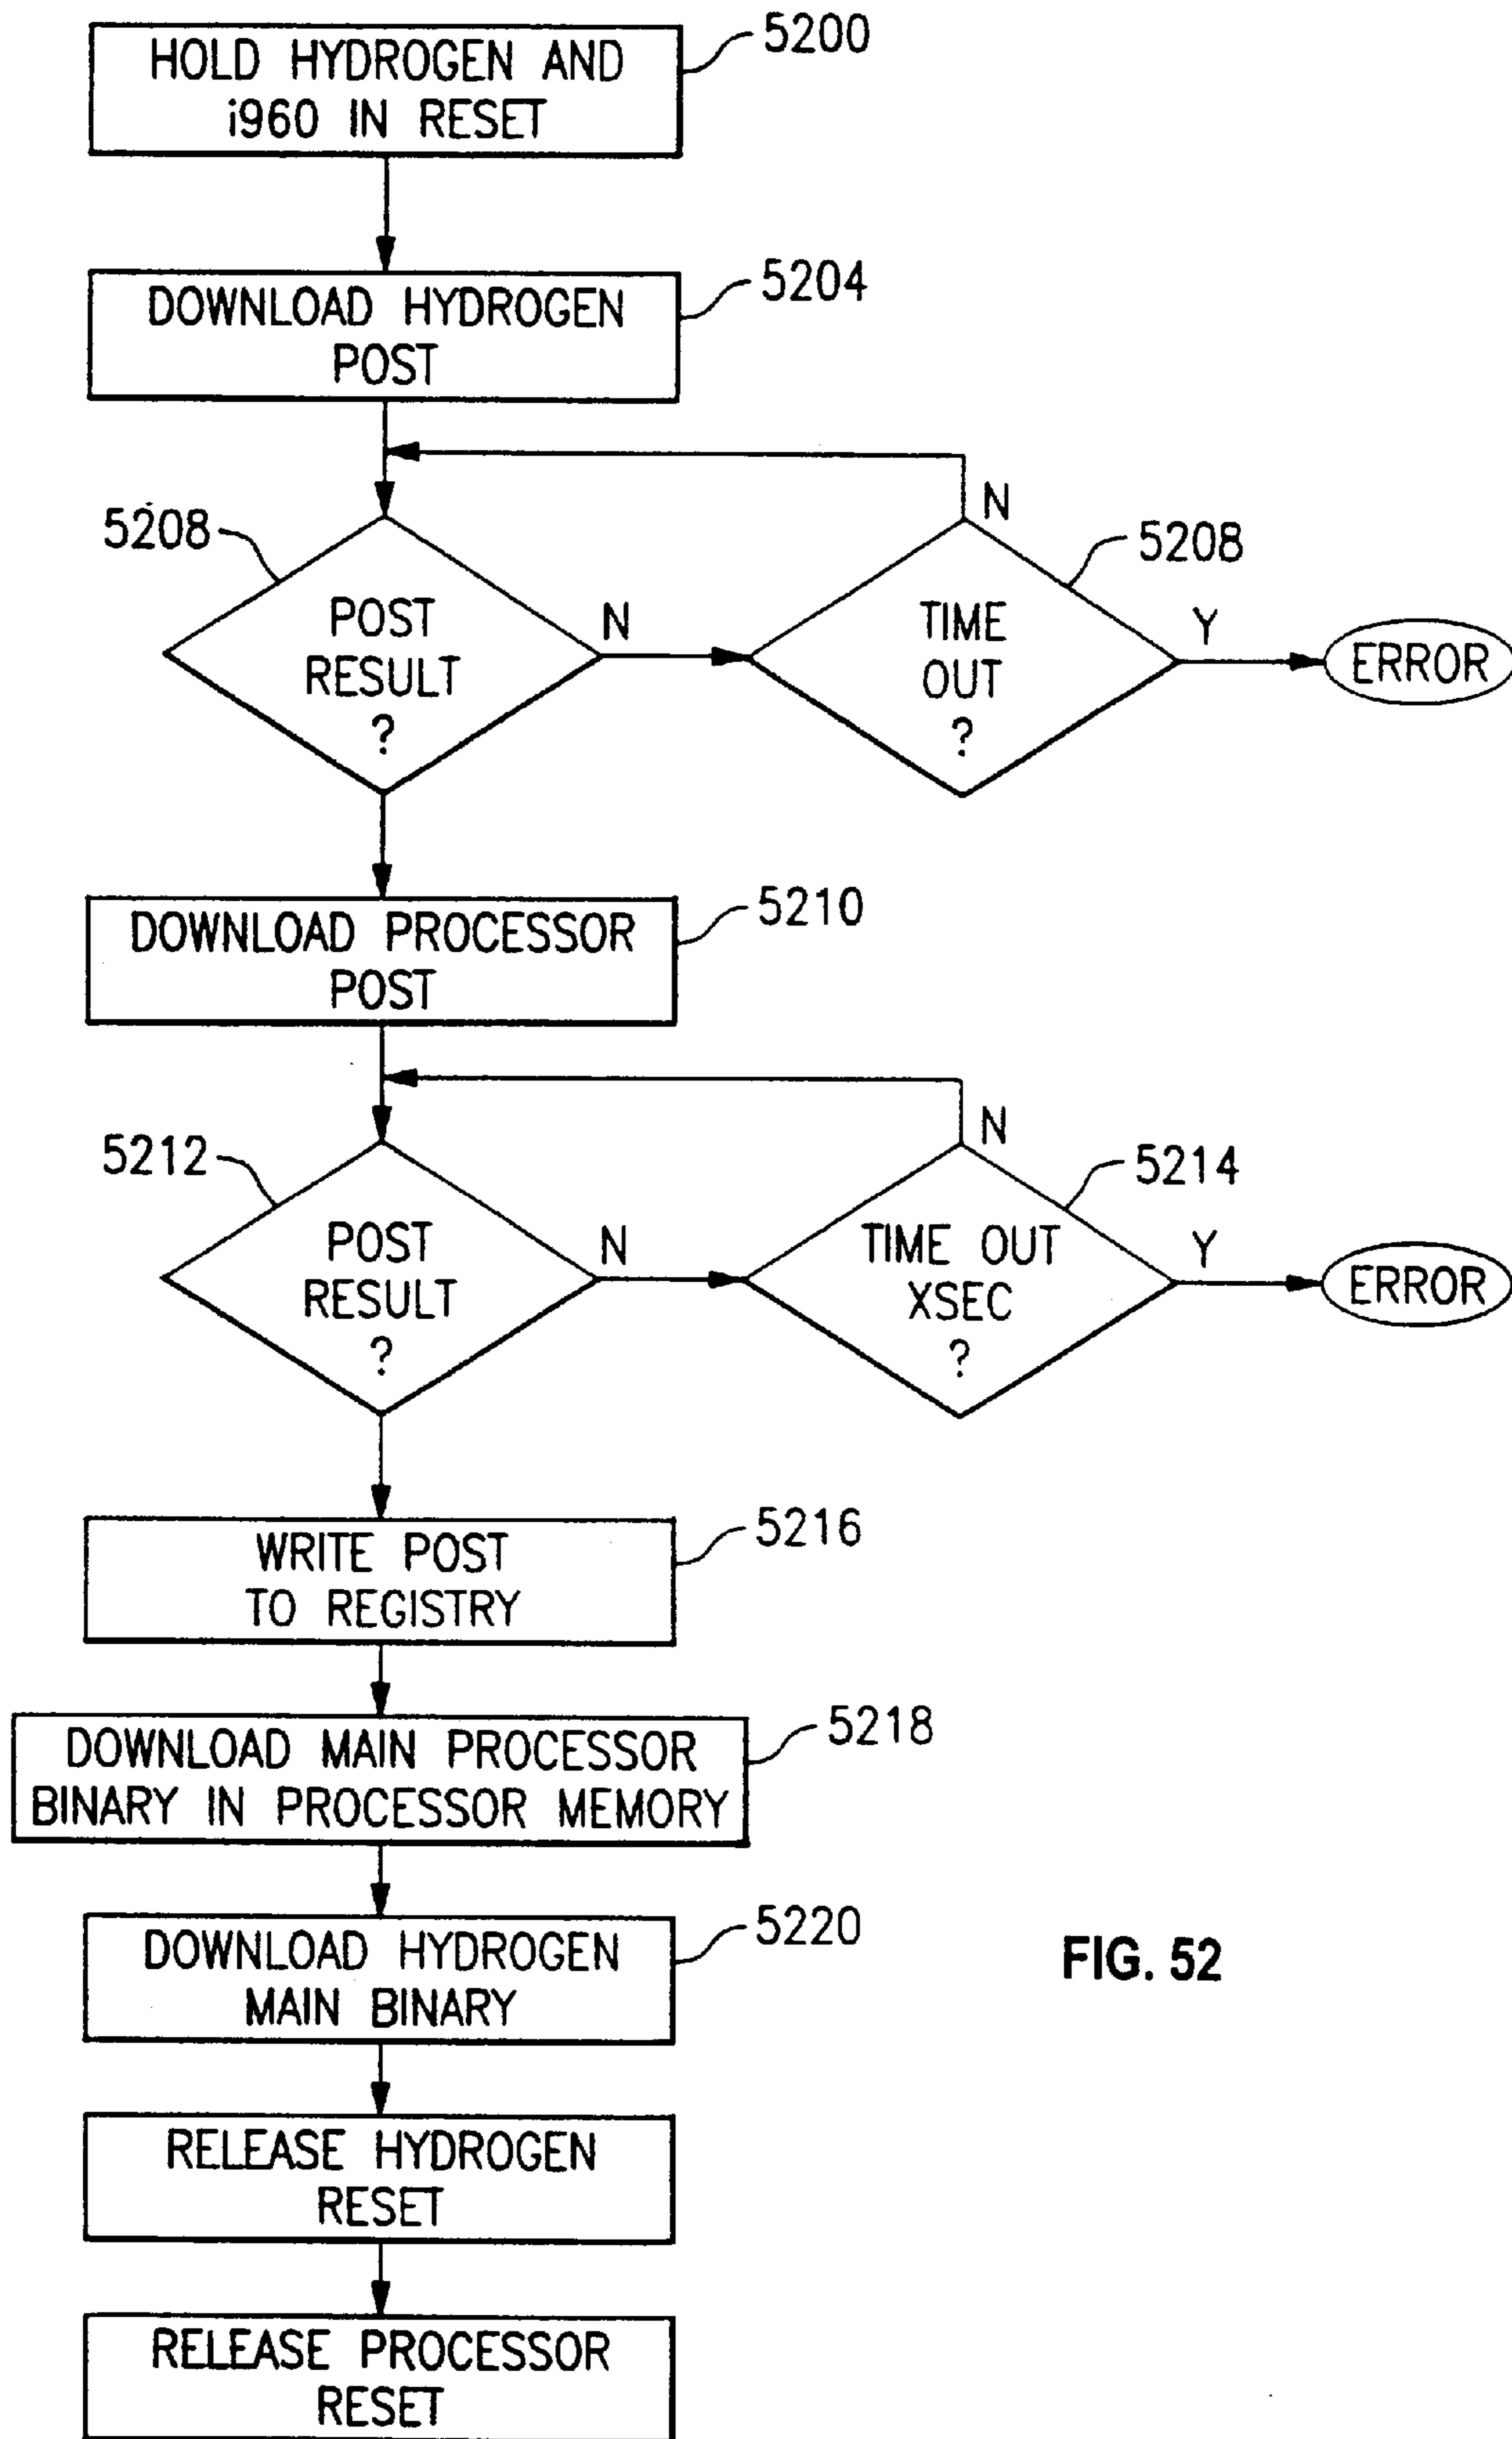 HOLD HYDROGEN AND
i960 IN RESET
5200
DOWNLOAD HYDROGEN
POST
5204
N
5208
POST
RESULT
?
N
5208
TIME
OUT
?
Y
ERROR
DOWNLOAD PROCESSOR
POST
5210
N
5212
POST
RESULT
?
N
5214
TIME OUT
XSEC
?
Y
ERROR
WRITE POST
TO REGISTRY
5216
DOWNLOAD MAIN PROCESSOR
BINARY IN PROCESSOR MEMORY
5218
DOWNLOAD HYDROGEN
MAIN BINARY
5220
FIG. 52
RELEASE HYDROGEN
RESET
RELEASE PROCESSOR
RESET